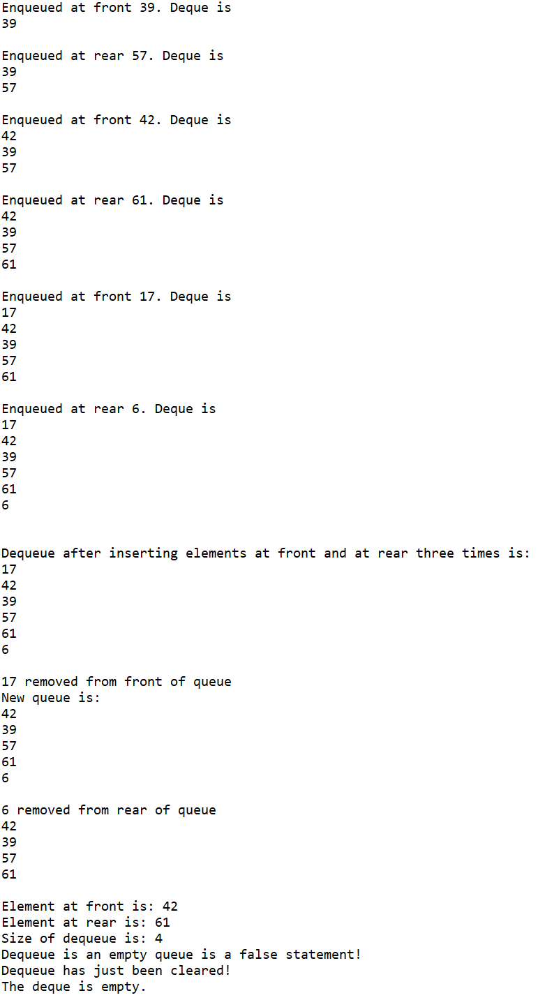 Enqueued at front 39. Deque is
39
Enqueued at rear 57. Deque is
39
57
Enqueued at front 42. Deque is
42
39
57
Enqueued at rear 61. Deque is
42
39
57
61
Enqueued at front 17. Deque is
17
42
39
57
61
Enqueued at rear 6. Deque is
17
42
39
57
61
6
Dequeue after inserting elements at front and at rear three times is:
17
42
39
57
61
6
17 removed from front of queue
New queue is:
42
39
57
61
6
6 removed from rear of queue
42
39
57
61
Element at front is: 42
Element at rear is: 61
Size of dequeue is: 4
Dequeue is an empty queue is a false statement!
Dequeue has just been cleared!
The deque is empty.